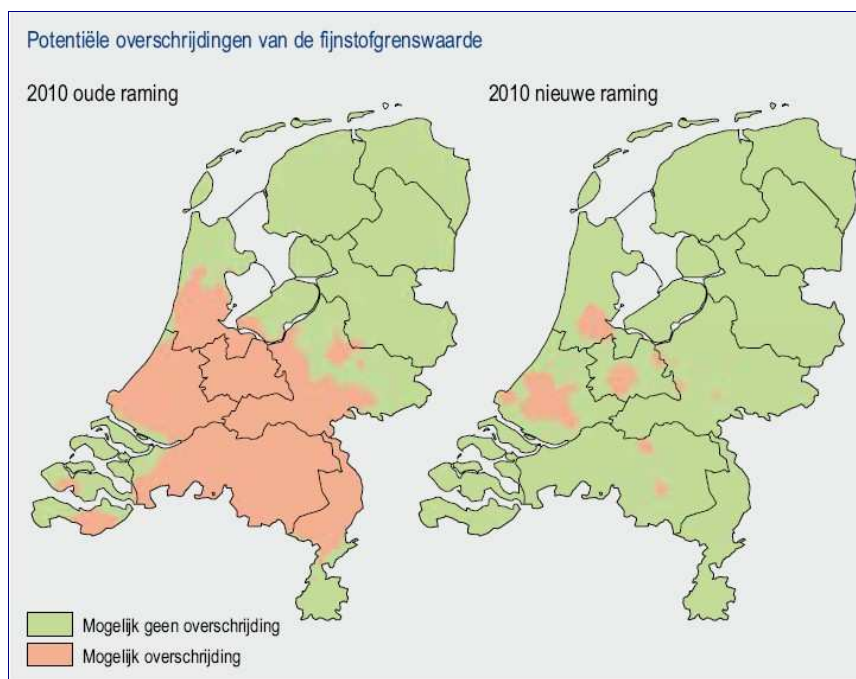 Potentiële overschrijdingen van de fijnstofgrenswaarde
2010 oude raming
2010 nieuwe raming
Mogelijk geen overschrijding
Mogelijk overschrijding